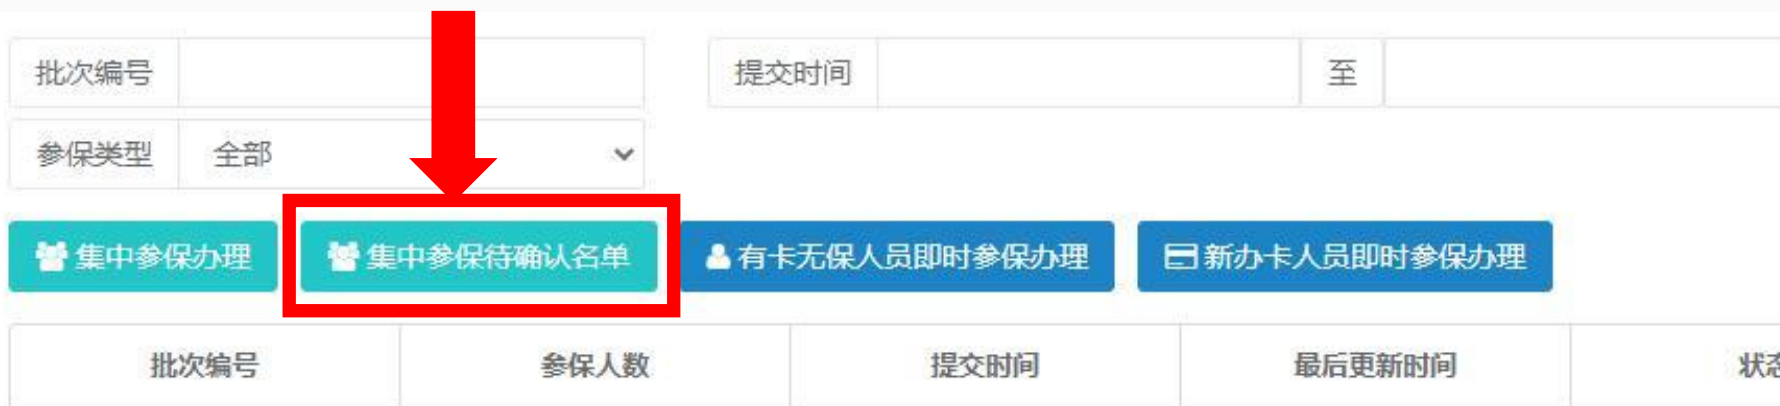 批次编号 提交时间 至
参保类型 全部
集中参保办理 集中参保待确认名单 有卡无保人员即时参保办理 新办卡人员即时参保办理
批次编号 参保人数 提交时间 最后更新时间 状态